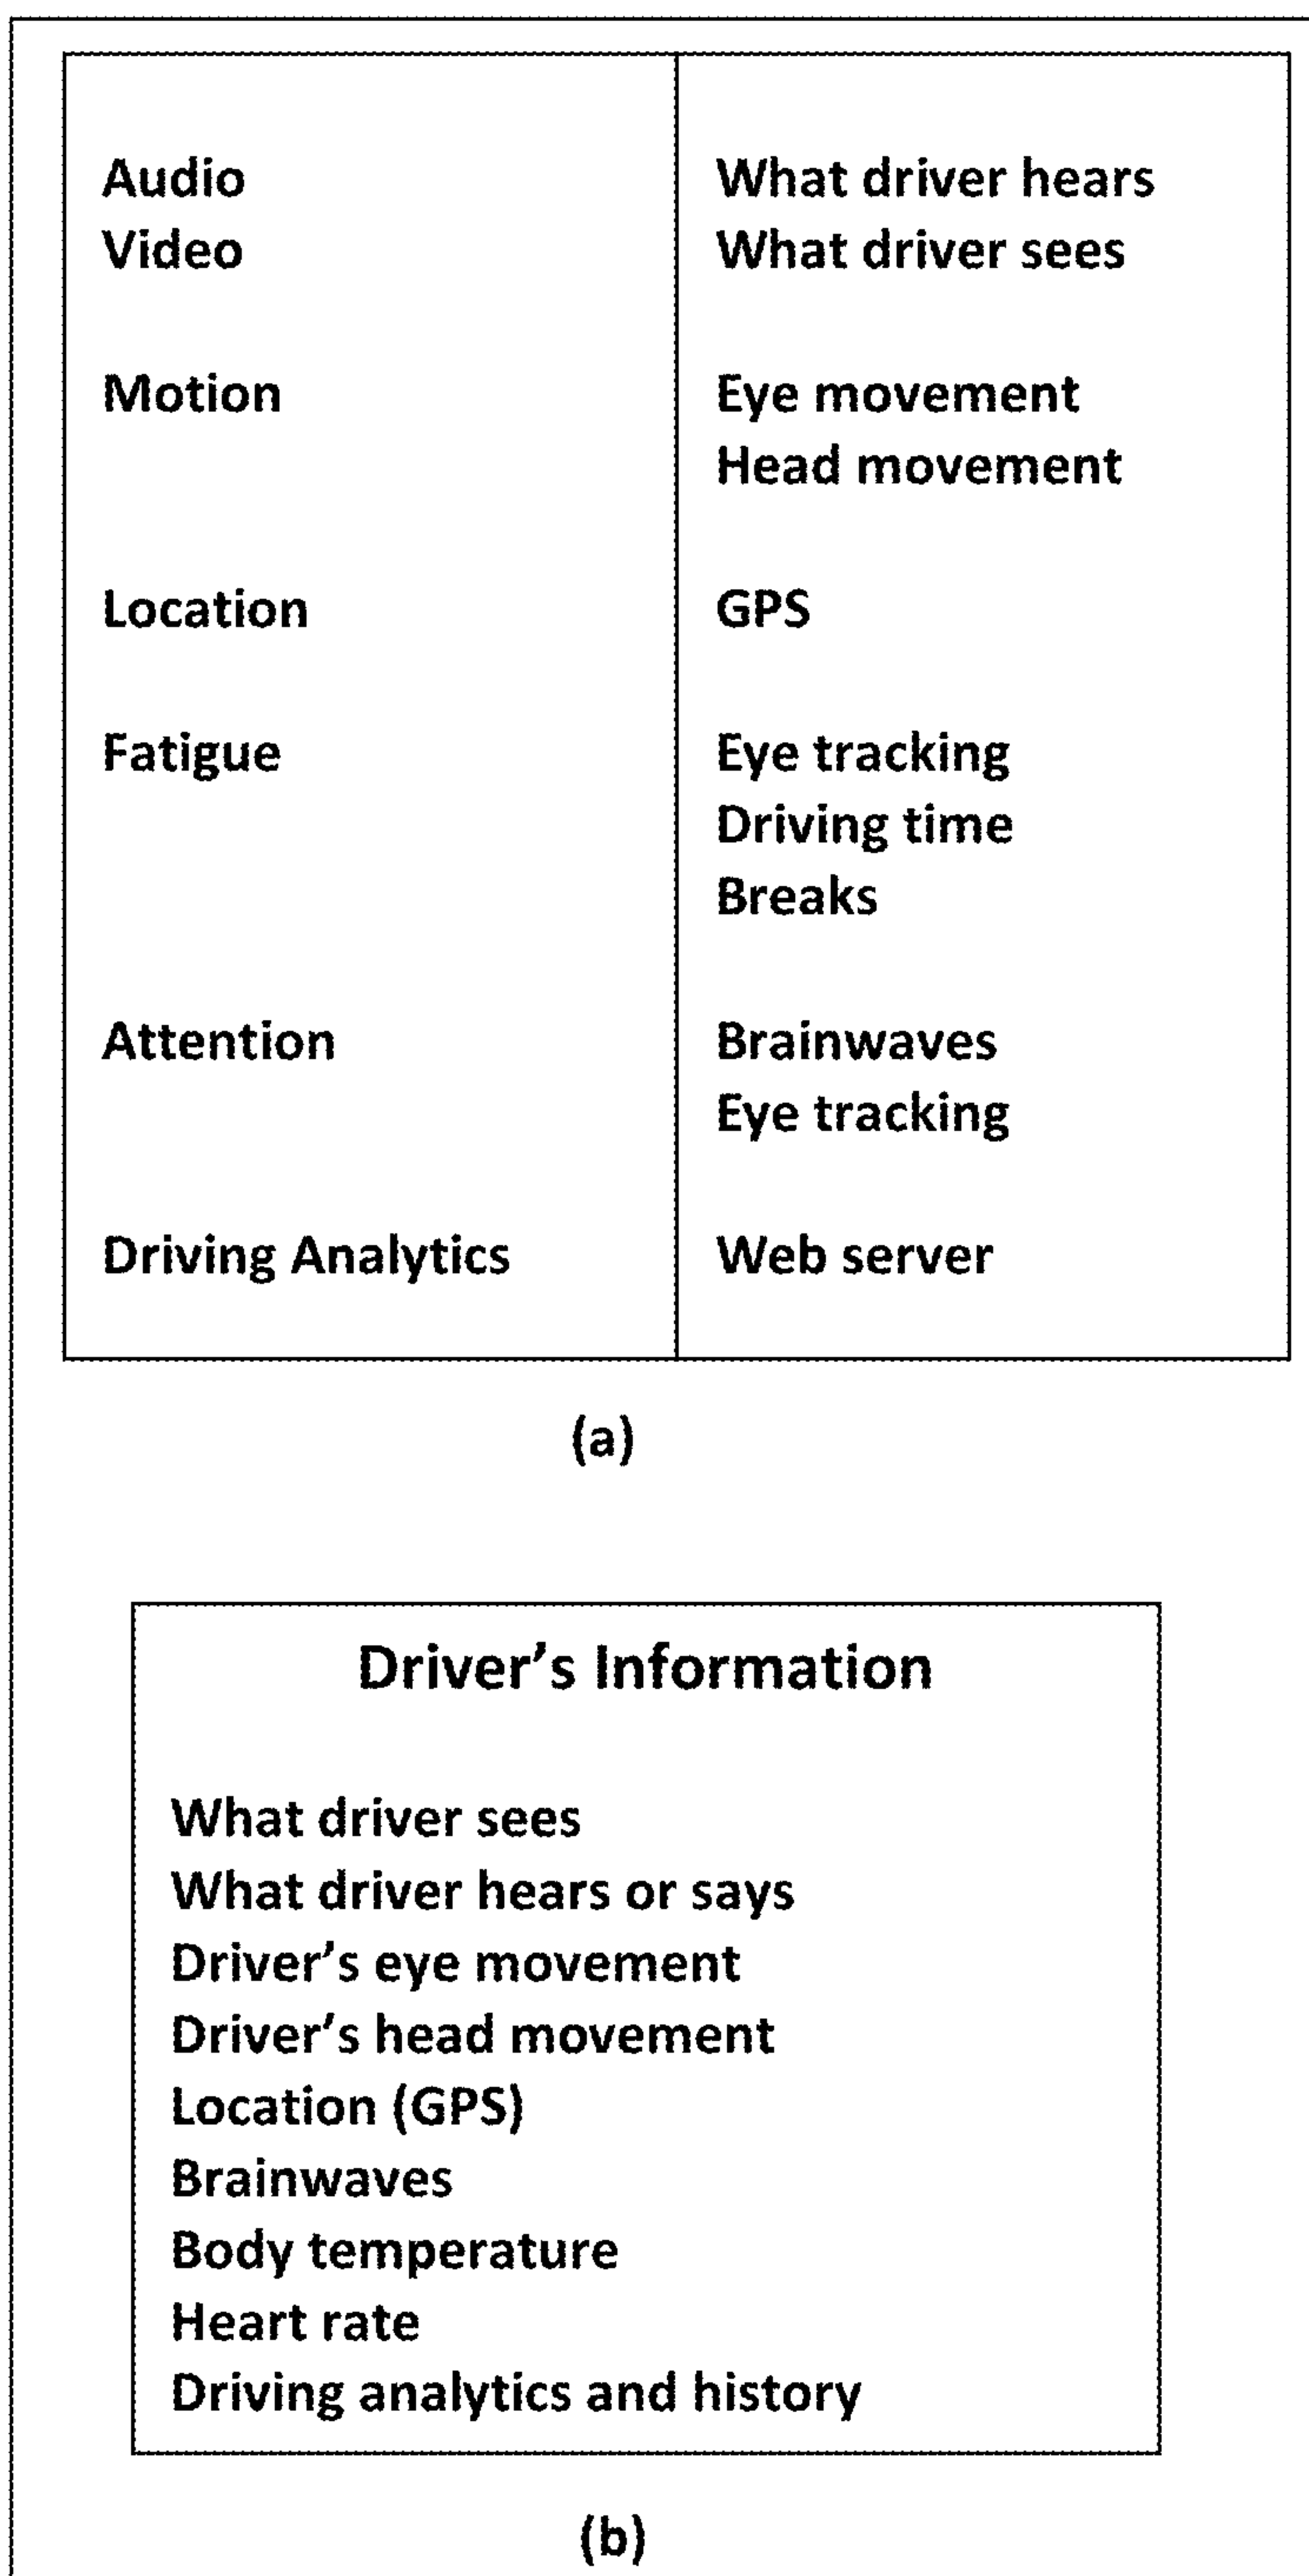 Audio What driver hears
Video What driver sees
Motion Eye movement
Head movement
Location GPS
Fatigue Eye tracking
Driving time
Breaks
Attention Brainwaves
Eye tracking
Driving Analytics Web server
(a)
Driver’s Information
What driver sees
What driver hears or says
Driver’s eye movement
Driver’s head movement
Location (GPS)
Brainwaves
Body temperature
Heart rate
Driving analytics and history
(b)